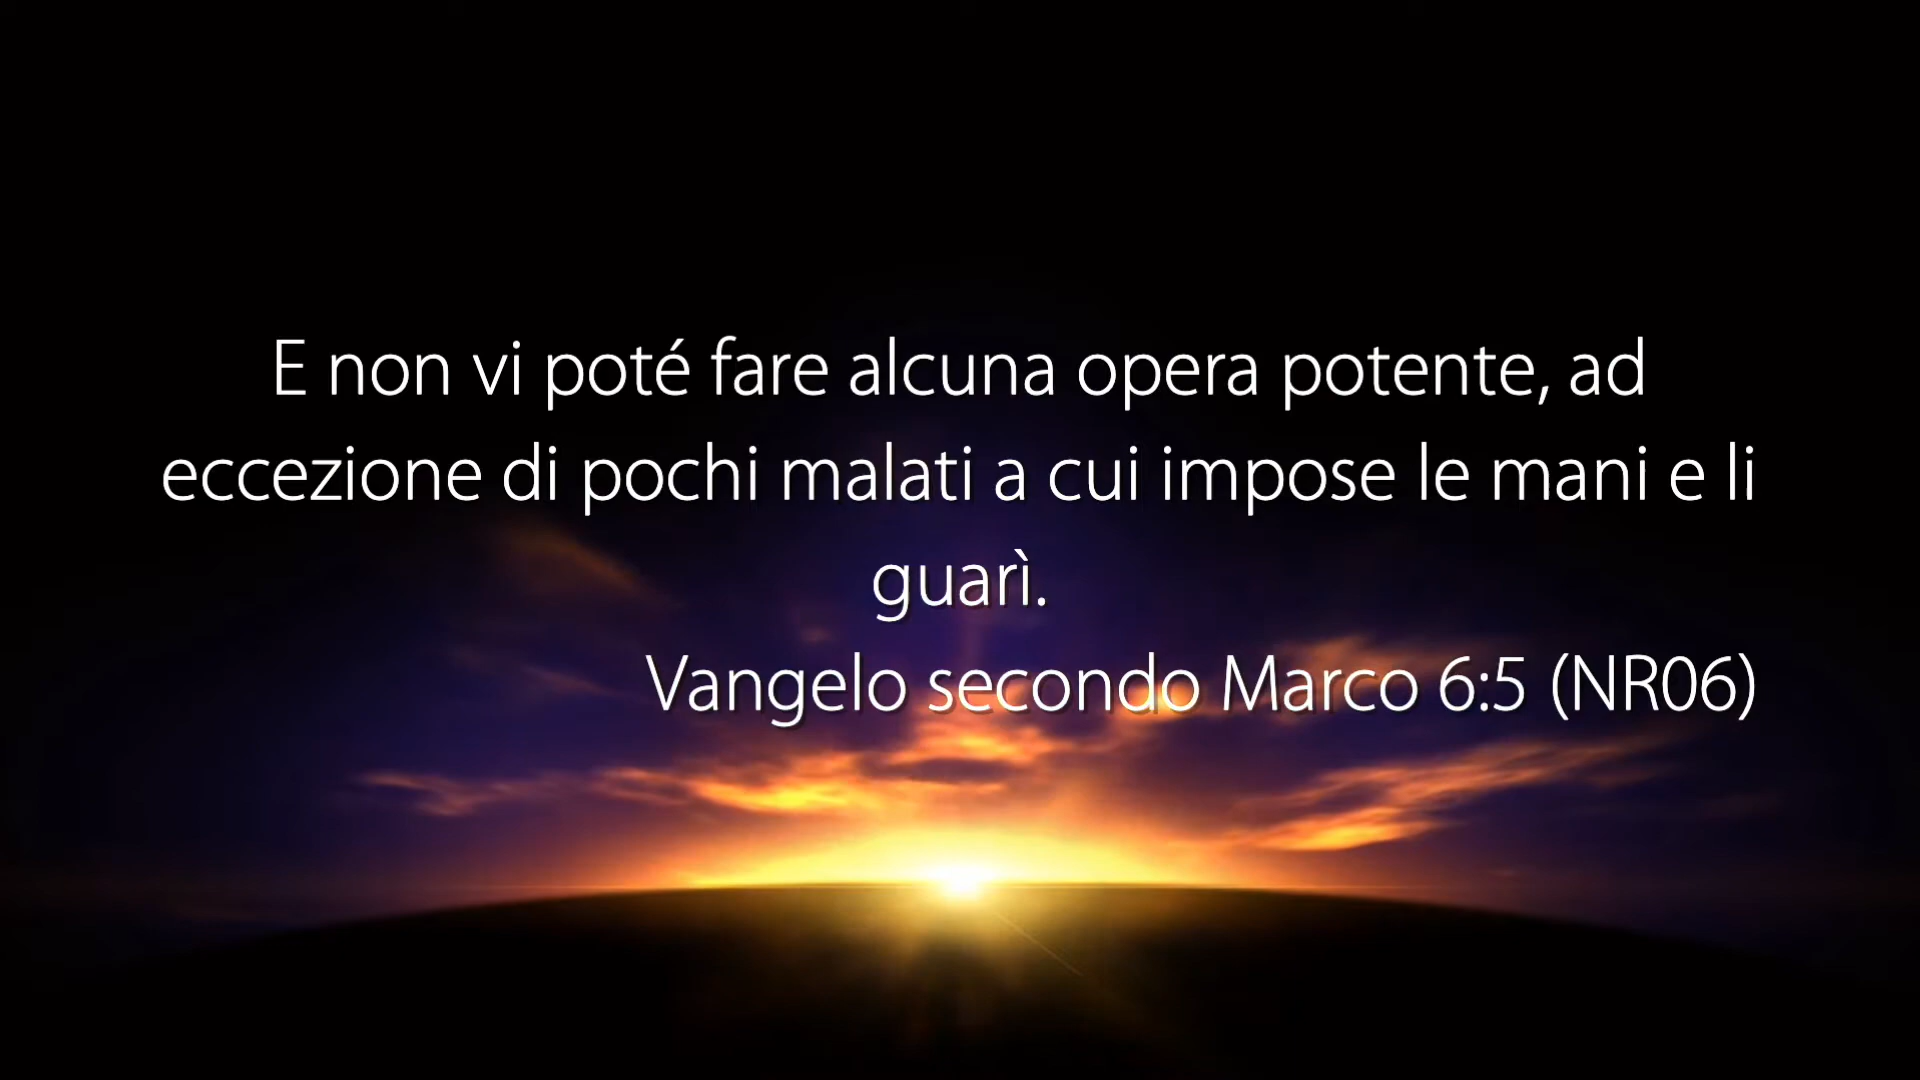 E non vi poté fare alcuna opera potente, ad
eccezione di pochi malati a cui impose le mani e li
guarì.
Vangelo secondo Marco 6:5 (NR06)